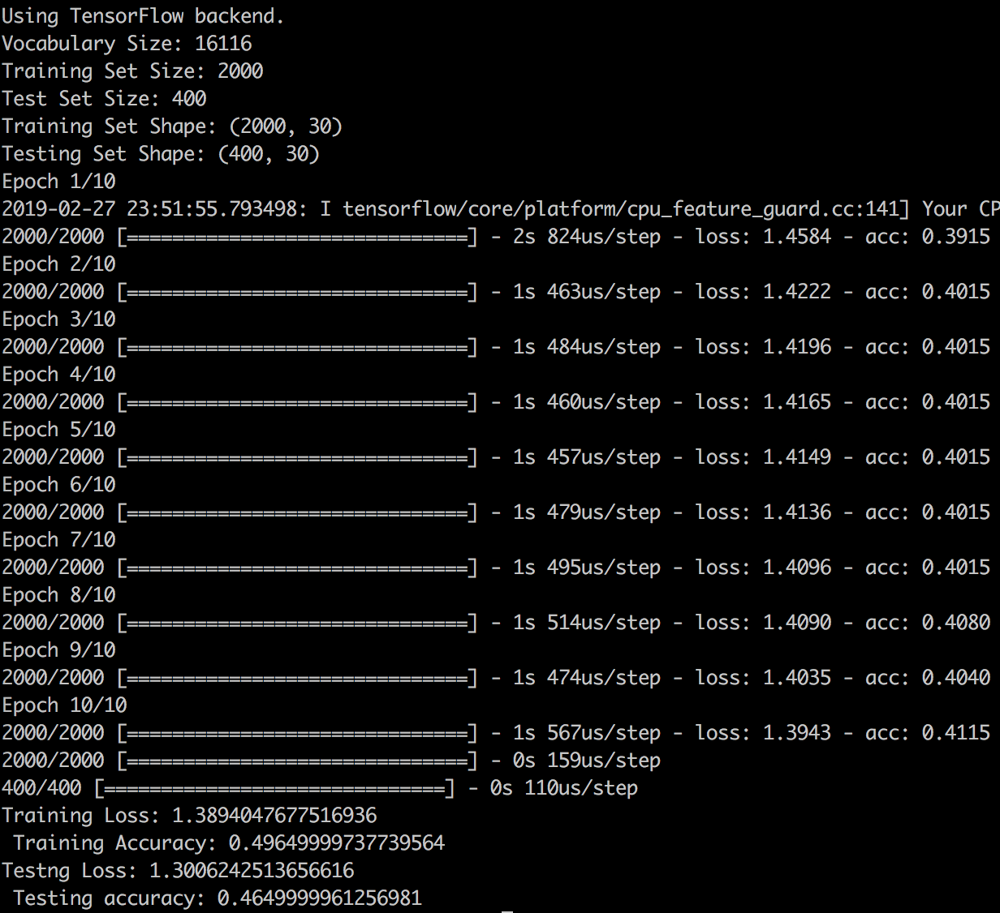 Using TensorFlow backend.
Vocabulary Size: 16116
Training Set Size: 2000
Test Set Size: 400
Training Set Shape: (2000, 30)
Testing Set Shape: (400, 30)
Epoch 1/10
2019-02-27 23:51:55.793498: I tensorflow/core/platform/cpu_feature_guard.cc:141] Your CP
2000/2000 [==============================] - 2s 824us/step - loss: 1.4584 - acc: 0.3915
Epoch 2/10
2000/2000 [==============================] - 1s 463us/step - loss: 1.4222 - acc: 0.4015
Epoch 3/10
2000/2000 [==============================] - 1s 484us/step - loss: 1.4196 - acc: 0.4015
Epoch 4/10
2000/2000 [==============================] - 1s 460us/step - loss: 1.4165 - acc: 0.4015
Epoch 5/10
2000/2000 [==============================] - 1s 457us/step - loss: 1.4149 - acc: 0.4015
Epoch 6/10
2000/2000 [==============================] - 1s 479us/step - loss: 1.4136 - acc: 0.4015
Epoch 7/10
2000/2000 [==============================] - 1s 495us/step - loss: 1.4096 - acc: 0.4015
Epoch 8/10
2000/2000 [==============================] - 1s 514us/step - loss: 1.4090 - acc: 0.4080
Epoch 9/10
2000/2000 [==============================] - 1s 474us/step - loss: 1.4035 - acc: 0.4040
Epoch 10/10
2000/2000 [==============================] - 1s 567us/step - loss: 1.3943 - acc: 0.4115
2000/2000 [==============================] - 0s 159us/step
400/400 [==============================] - 0s 110us/step
Training Loss: 1.3894047677516936
 Training Accuracy: 0.49649999737739564
Testng Loss: 1.3006242513656616
 Testing accuracy: 0.4649999961256981